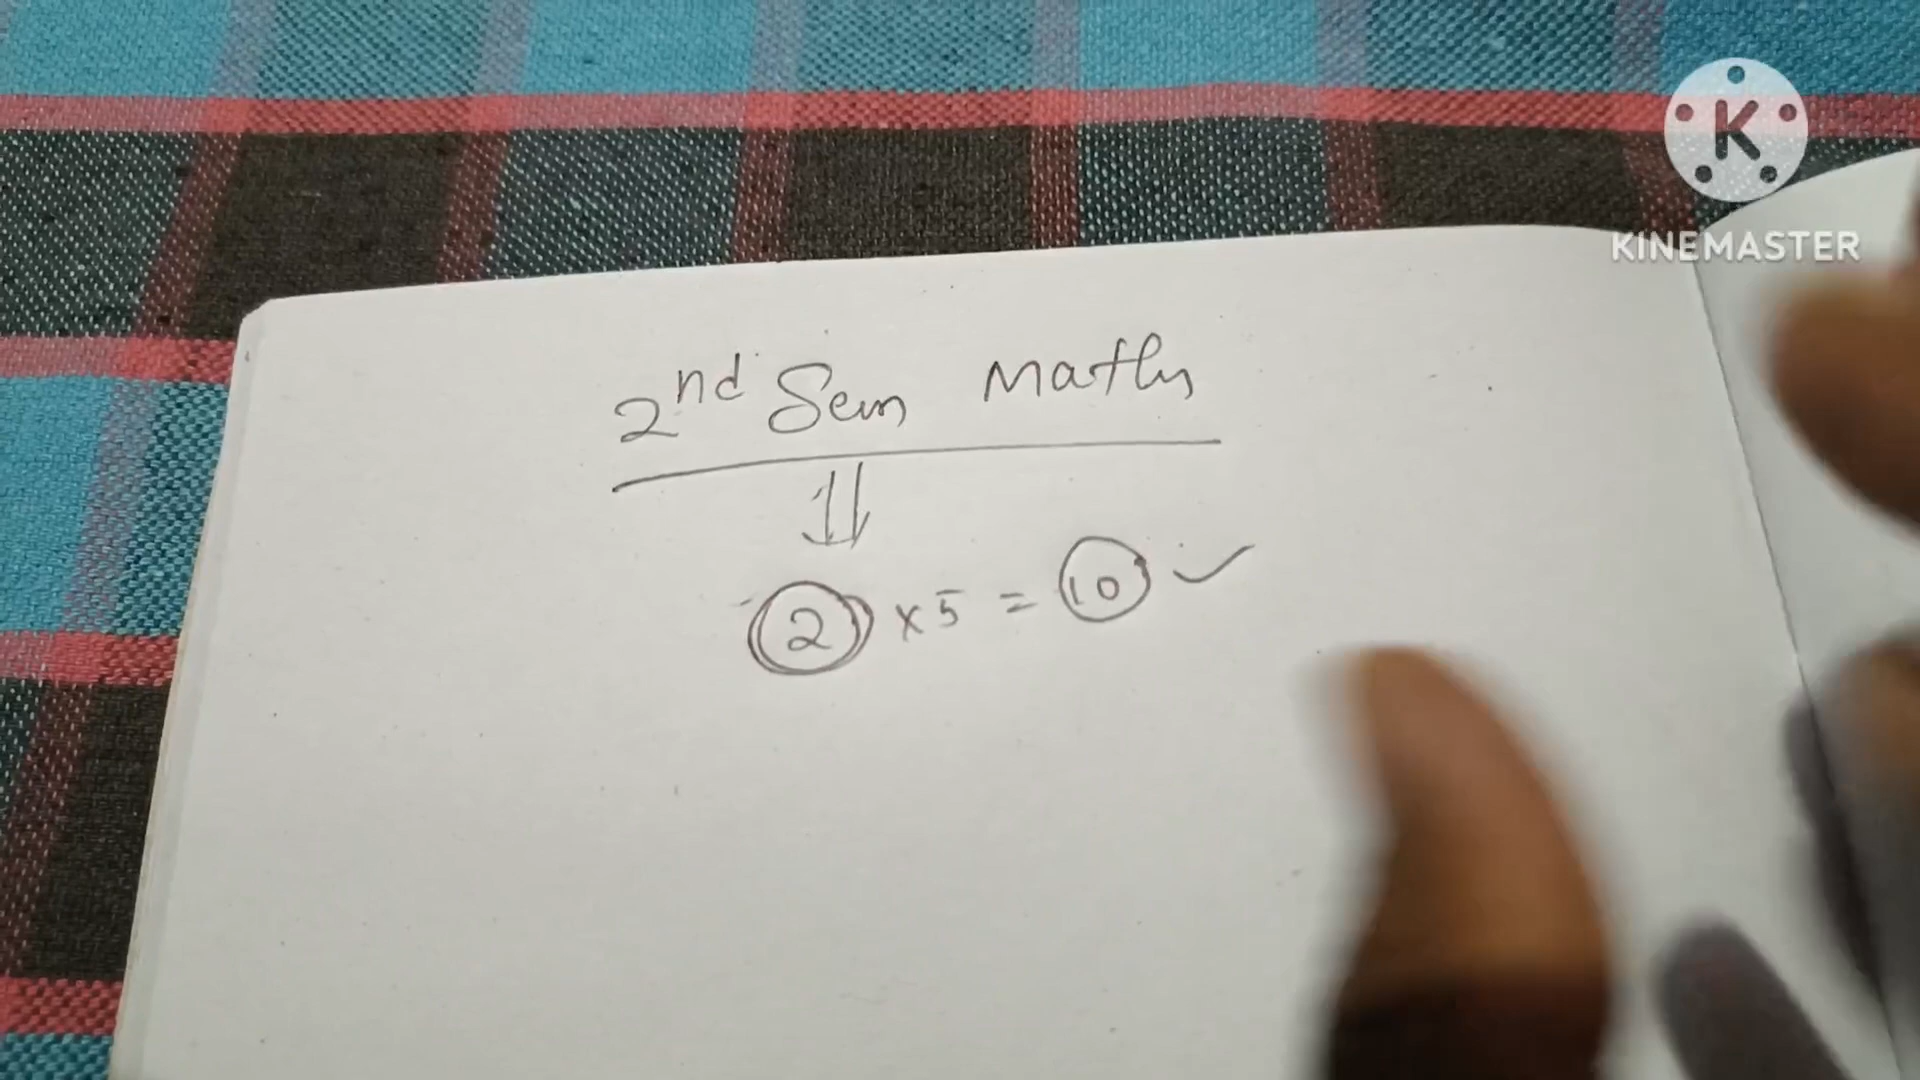 K
KINEMASTER
2nd Sem Maths
2 x 5 = 10 ✓